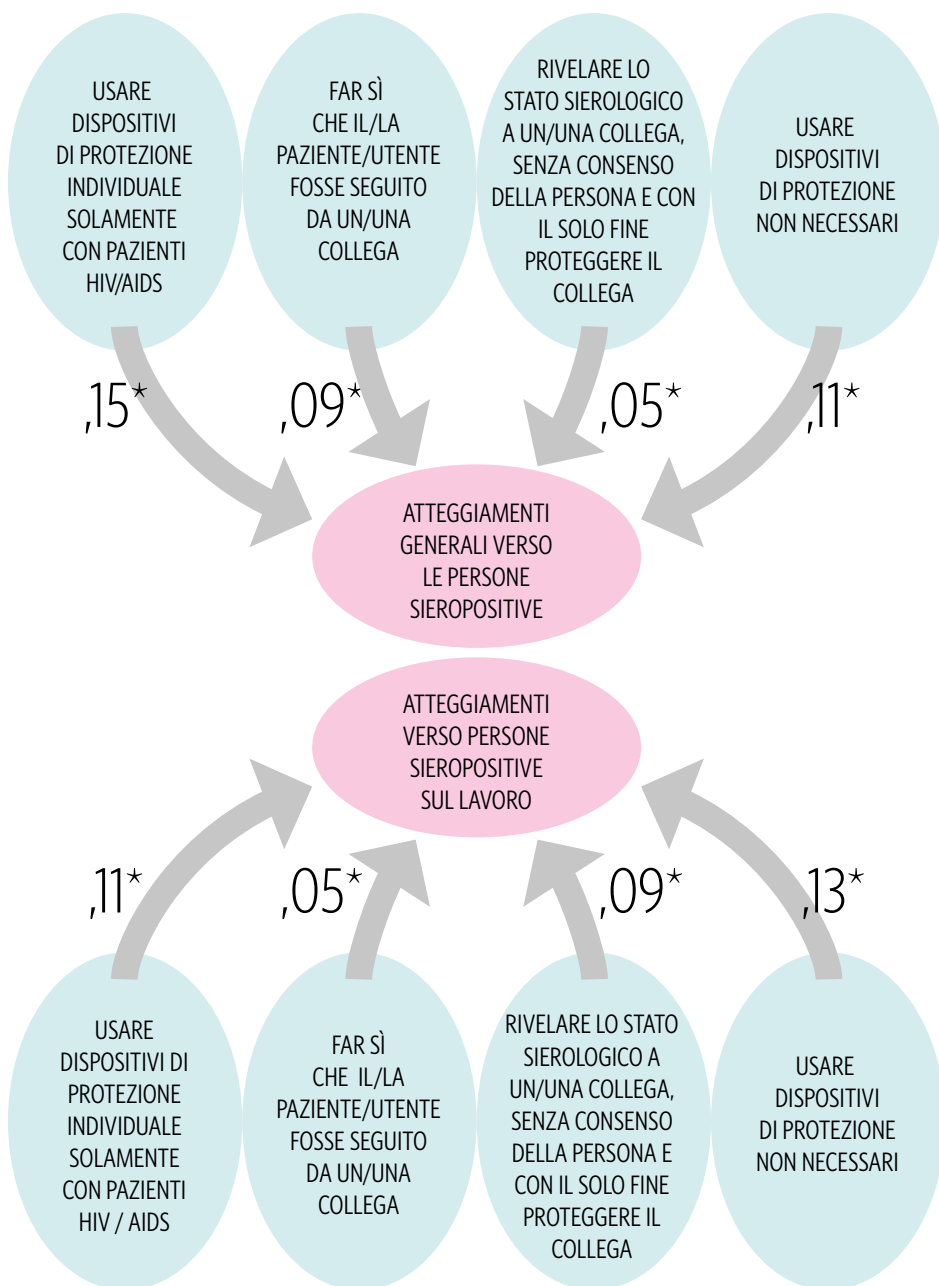 USARE
DISPOSITIVI
DI PROTEZIONE
INDIVIDUALE
SOLAMENTE
CON PAZIENTI
HIV/AIDS
FAR SÌ
CHE IL/LA
PAZIENTE/UTENTE
FOSSE SEGUITO
DA UN/UNA
COLLEGA
RIVELARE LO
STATO SIEROLOGICO
A UN/UNA COLLEGA,
SENZA CONSENSO
DELLA PERSONA E CON
IL SOLO FINE
PROTEGGERE IL
COLLEGA
USARE
DISPOSITIVI
DI PROTEZIONE
NON NECESSARI
,15*
,09*
,05*
,11*
ATTEGGIAMENTI
GENERALI VERSO
LE PERSONE
SIEROPOSITIVE
ATTEGGIAMENTI
VERSO PERSONE
SIEROPOSITIVE
SUL LAVORO
,11*
,05*
,09*
,13*
USARE
DISPOSITIVI DI
PROTEZIONE
INDIVIDUALE
SOLAMENTE
CON PAZIENTI
HIV / AIDS
FAR SÌ
CHE IL/LA
PAZIENTE/UTENTE
FOSSE SEGUITO
DA UN/UNA
COLLEGA
RIVELARE LO STATO
SIEROLOGICO A
UN/UNA COLLEGA,
SENZA CONSENSO
DELLA PERSONA E
CON IL SOLO FINE
PROTEGGERE IL
COLLEGA
USARE
DISPOSITIVI
DI PROTEZIONE
NON NECESSARI